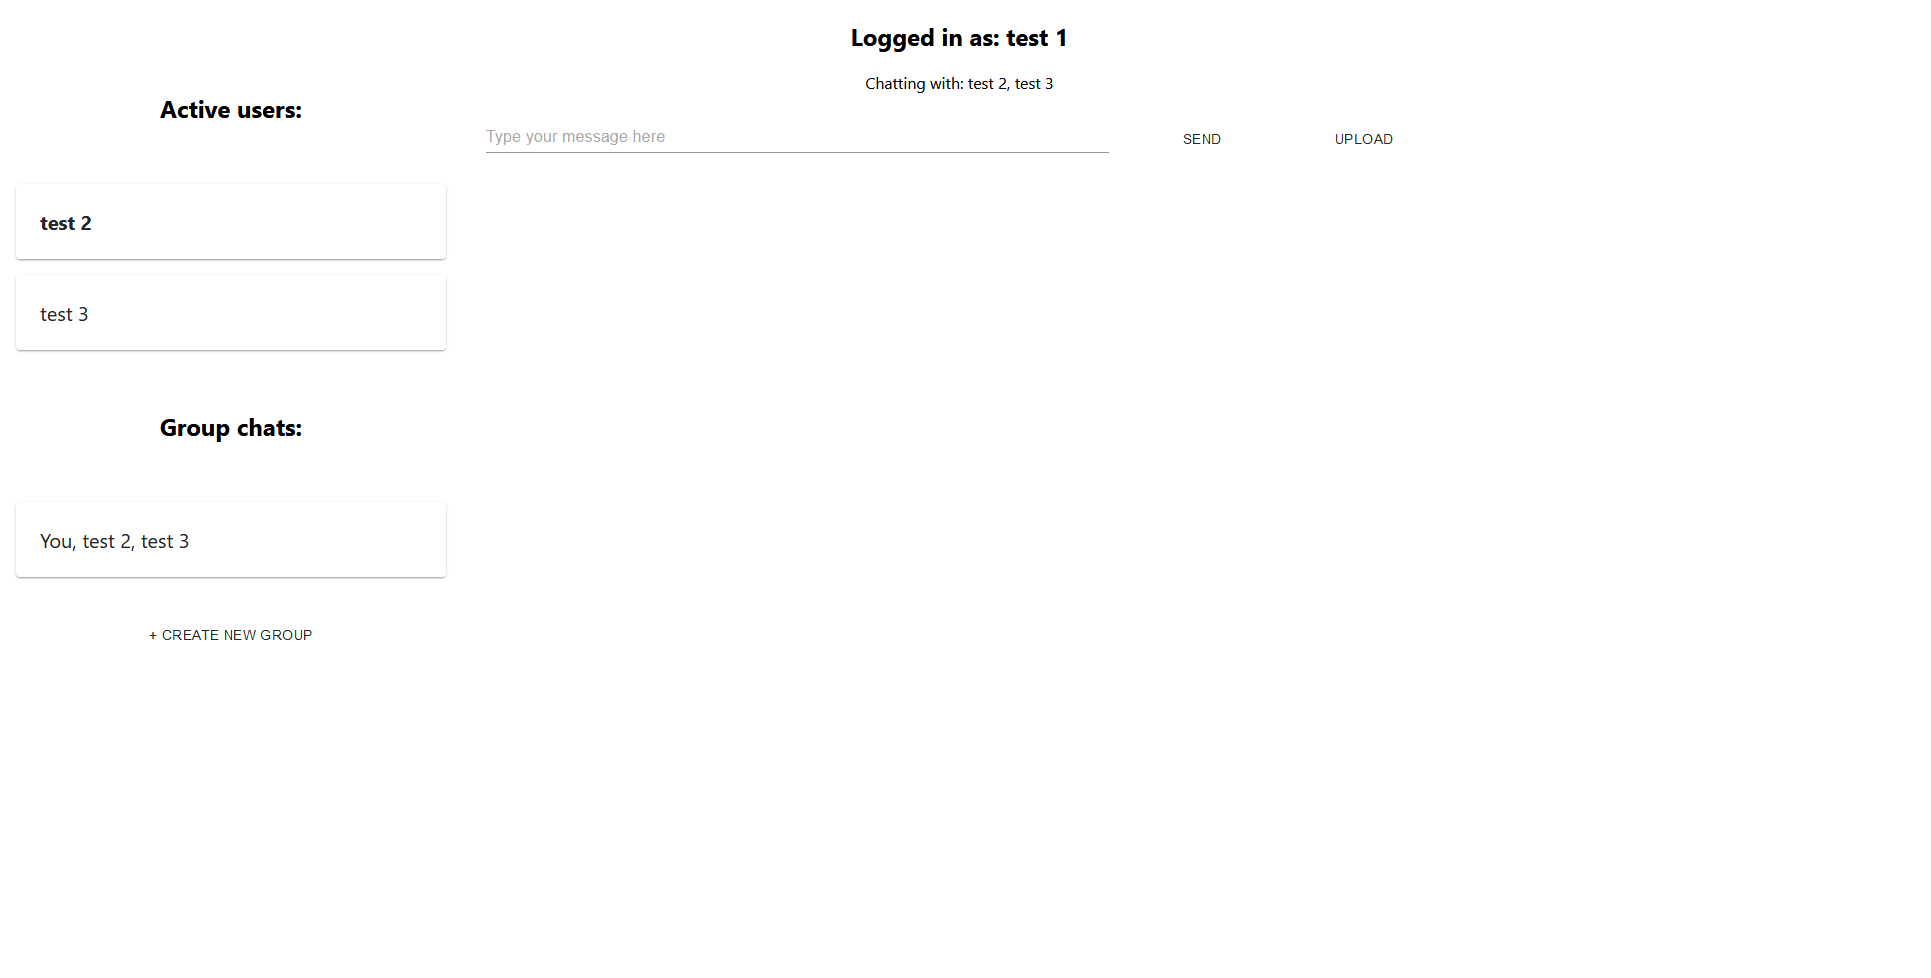 Logged in as: test 1
Chatting with: test 2, test 3
Active users:
Type your message here
SEND
UPLOAD
test 2
test 3
Group chats:
You, test 2, test 3
+ CREATE NEW GROUP